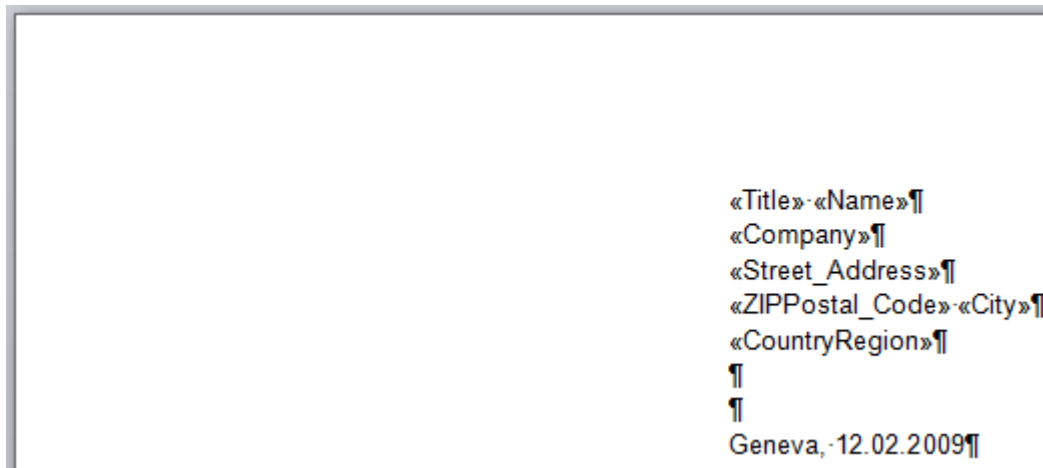 «Title»·«Name»¶
«Company»¶
«Street_Address»¶
«ZIPPostal_Code»·«City»¶
«CountryRegion»¶
¶
¶
Geneva,·12.02.2009¶